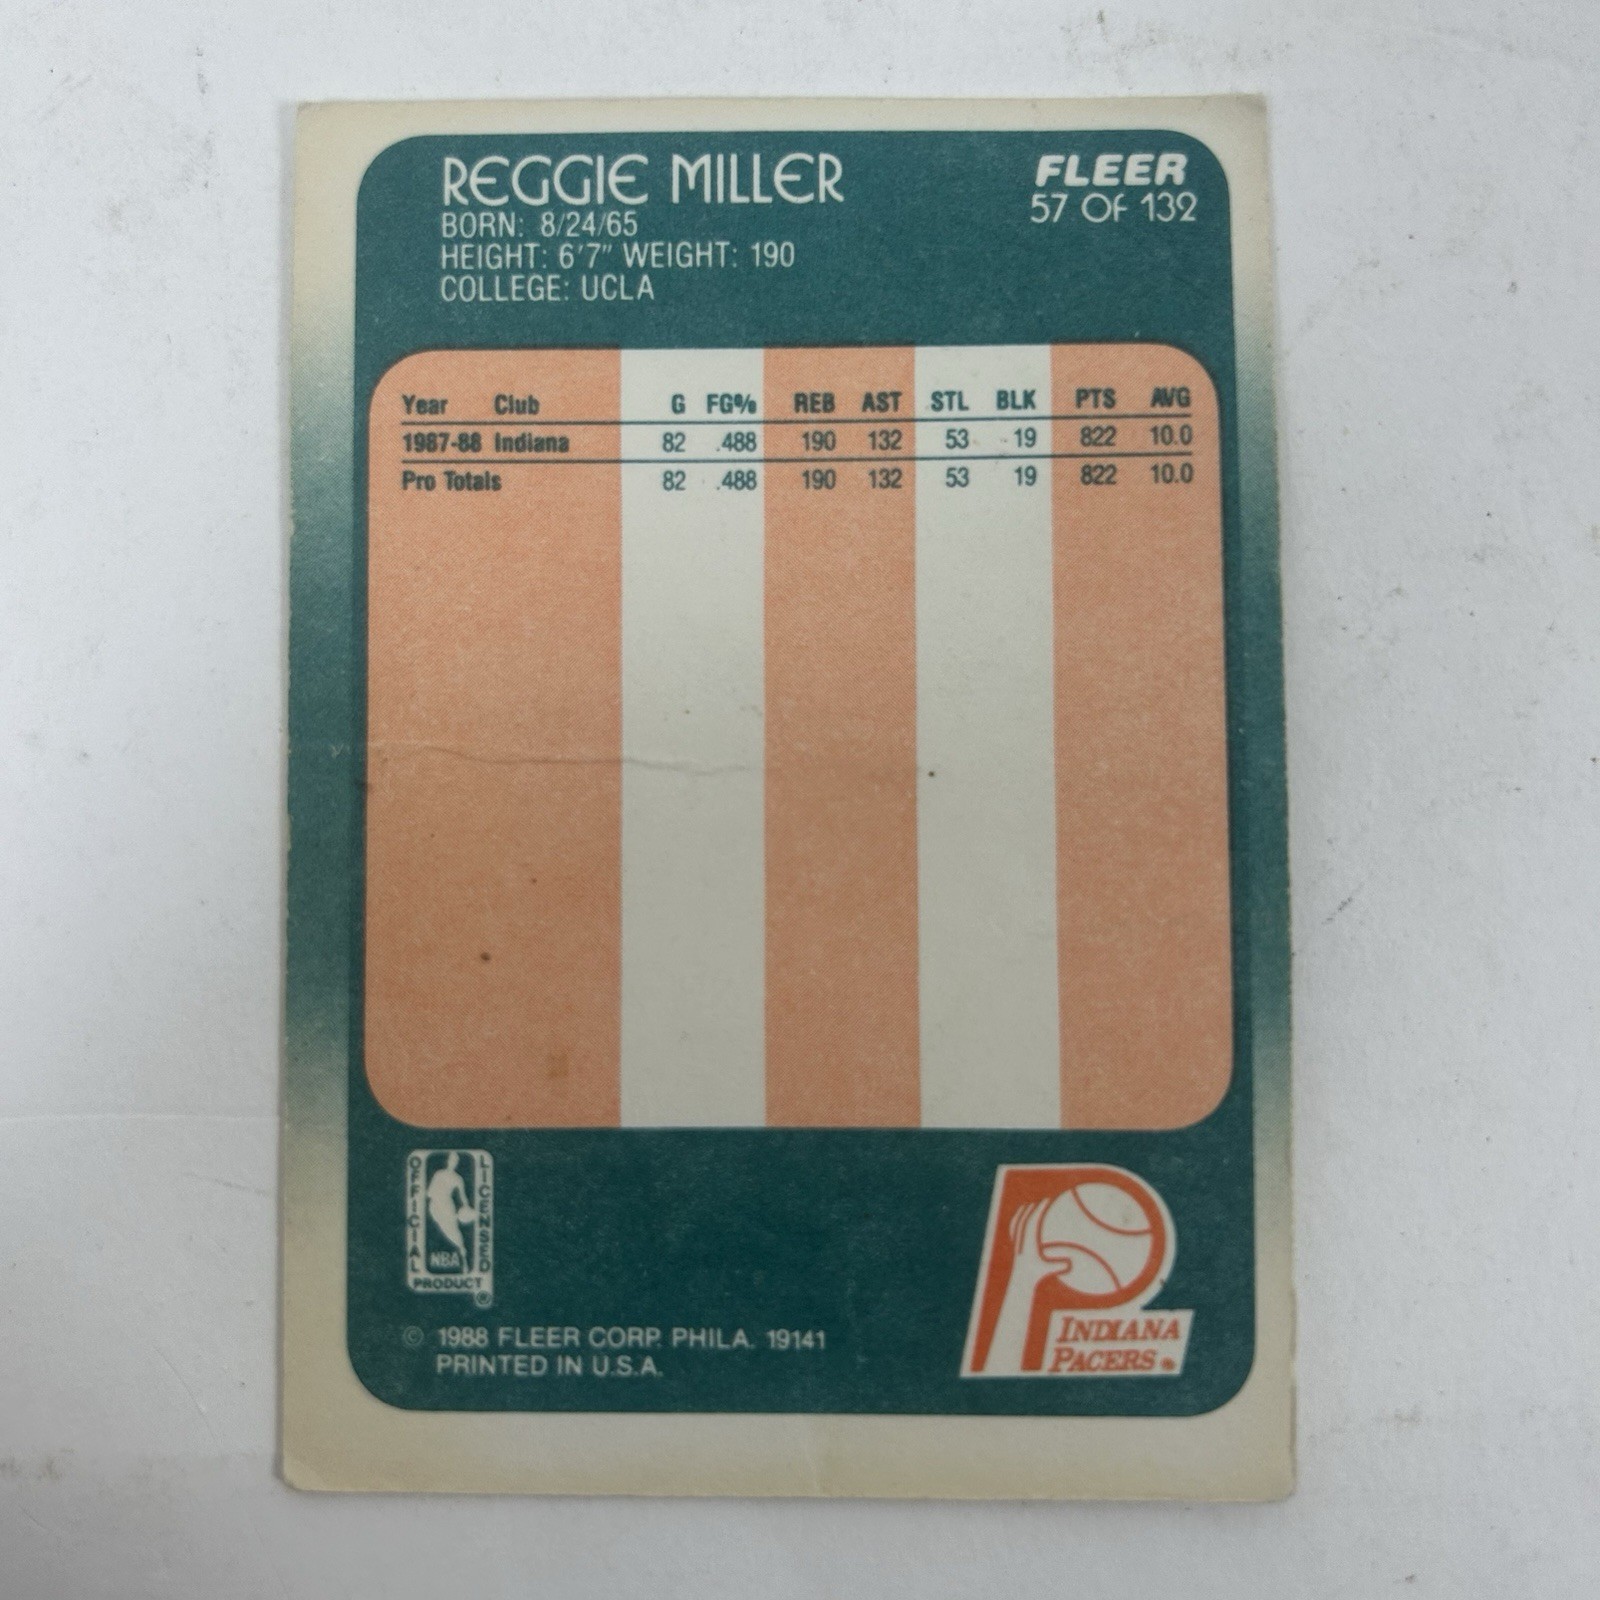 REGGIE MILLER
BORN: 8/24/65
HEIGHT: 6'7" WEIGHT: 190
COLLEGE: UCLA
FLEER
57 OF 132
Year Club G FG% REB AST STL BLK PTS AVG
1987-88 Indiana 82 .488 190 132 53 19 822 10.0
Pro Totals 82 .488 190 132 53 19 822 10.0
OFFICIAL
LICENSED
NBA
PRODUCT
®
© 1988 FLEER CORP. PHILA. 19141
PRINTED IN U.S.A.
INDIANA
PACERS